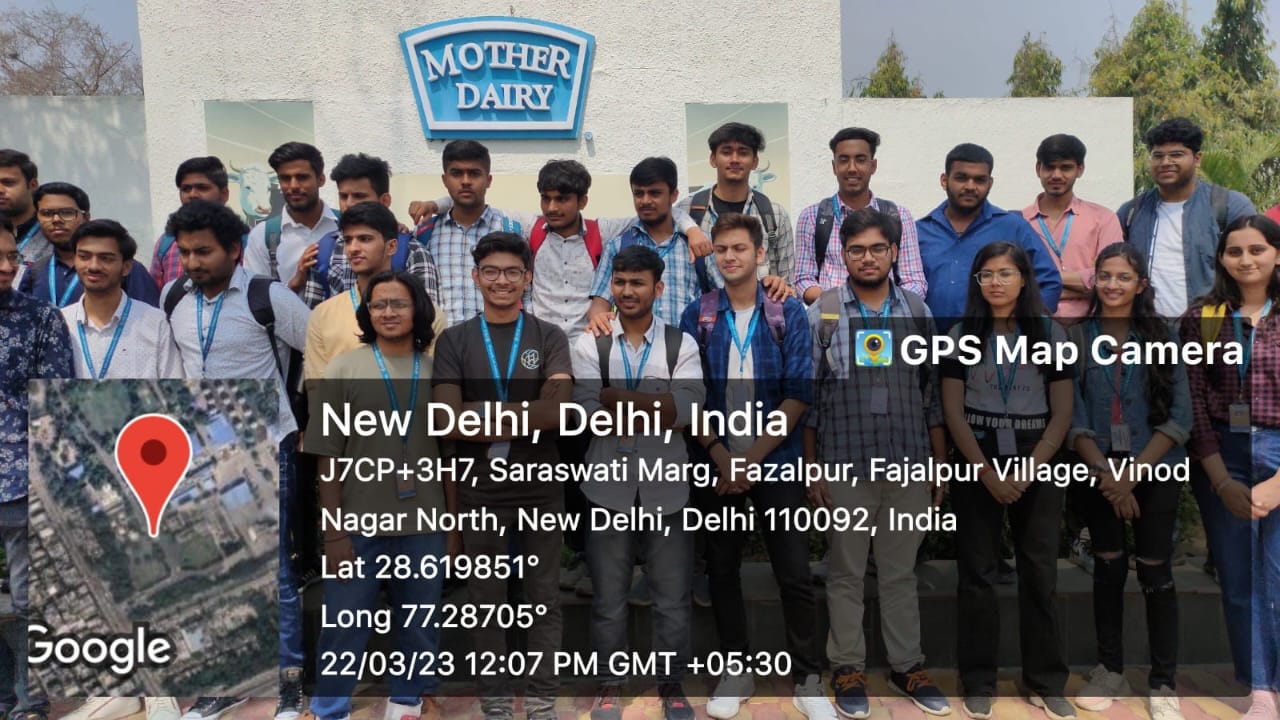 MOTHER
DAIRY
GPS Map Camera
New Delhi, Delhi, India
J7CP+3H7, Saraswati Marg, Fazalpur, Fajalpur Village, Vinod
Nagar North, New Delhi, Delhi 110092, India
Lat 28.619851°
Long 77.28705°
22/03/23 12:07 PM GMT +05:30
Google